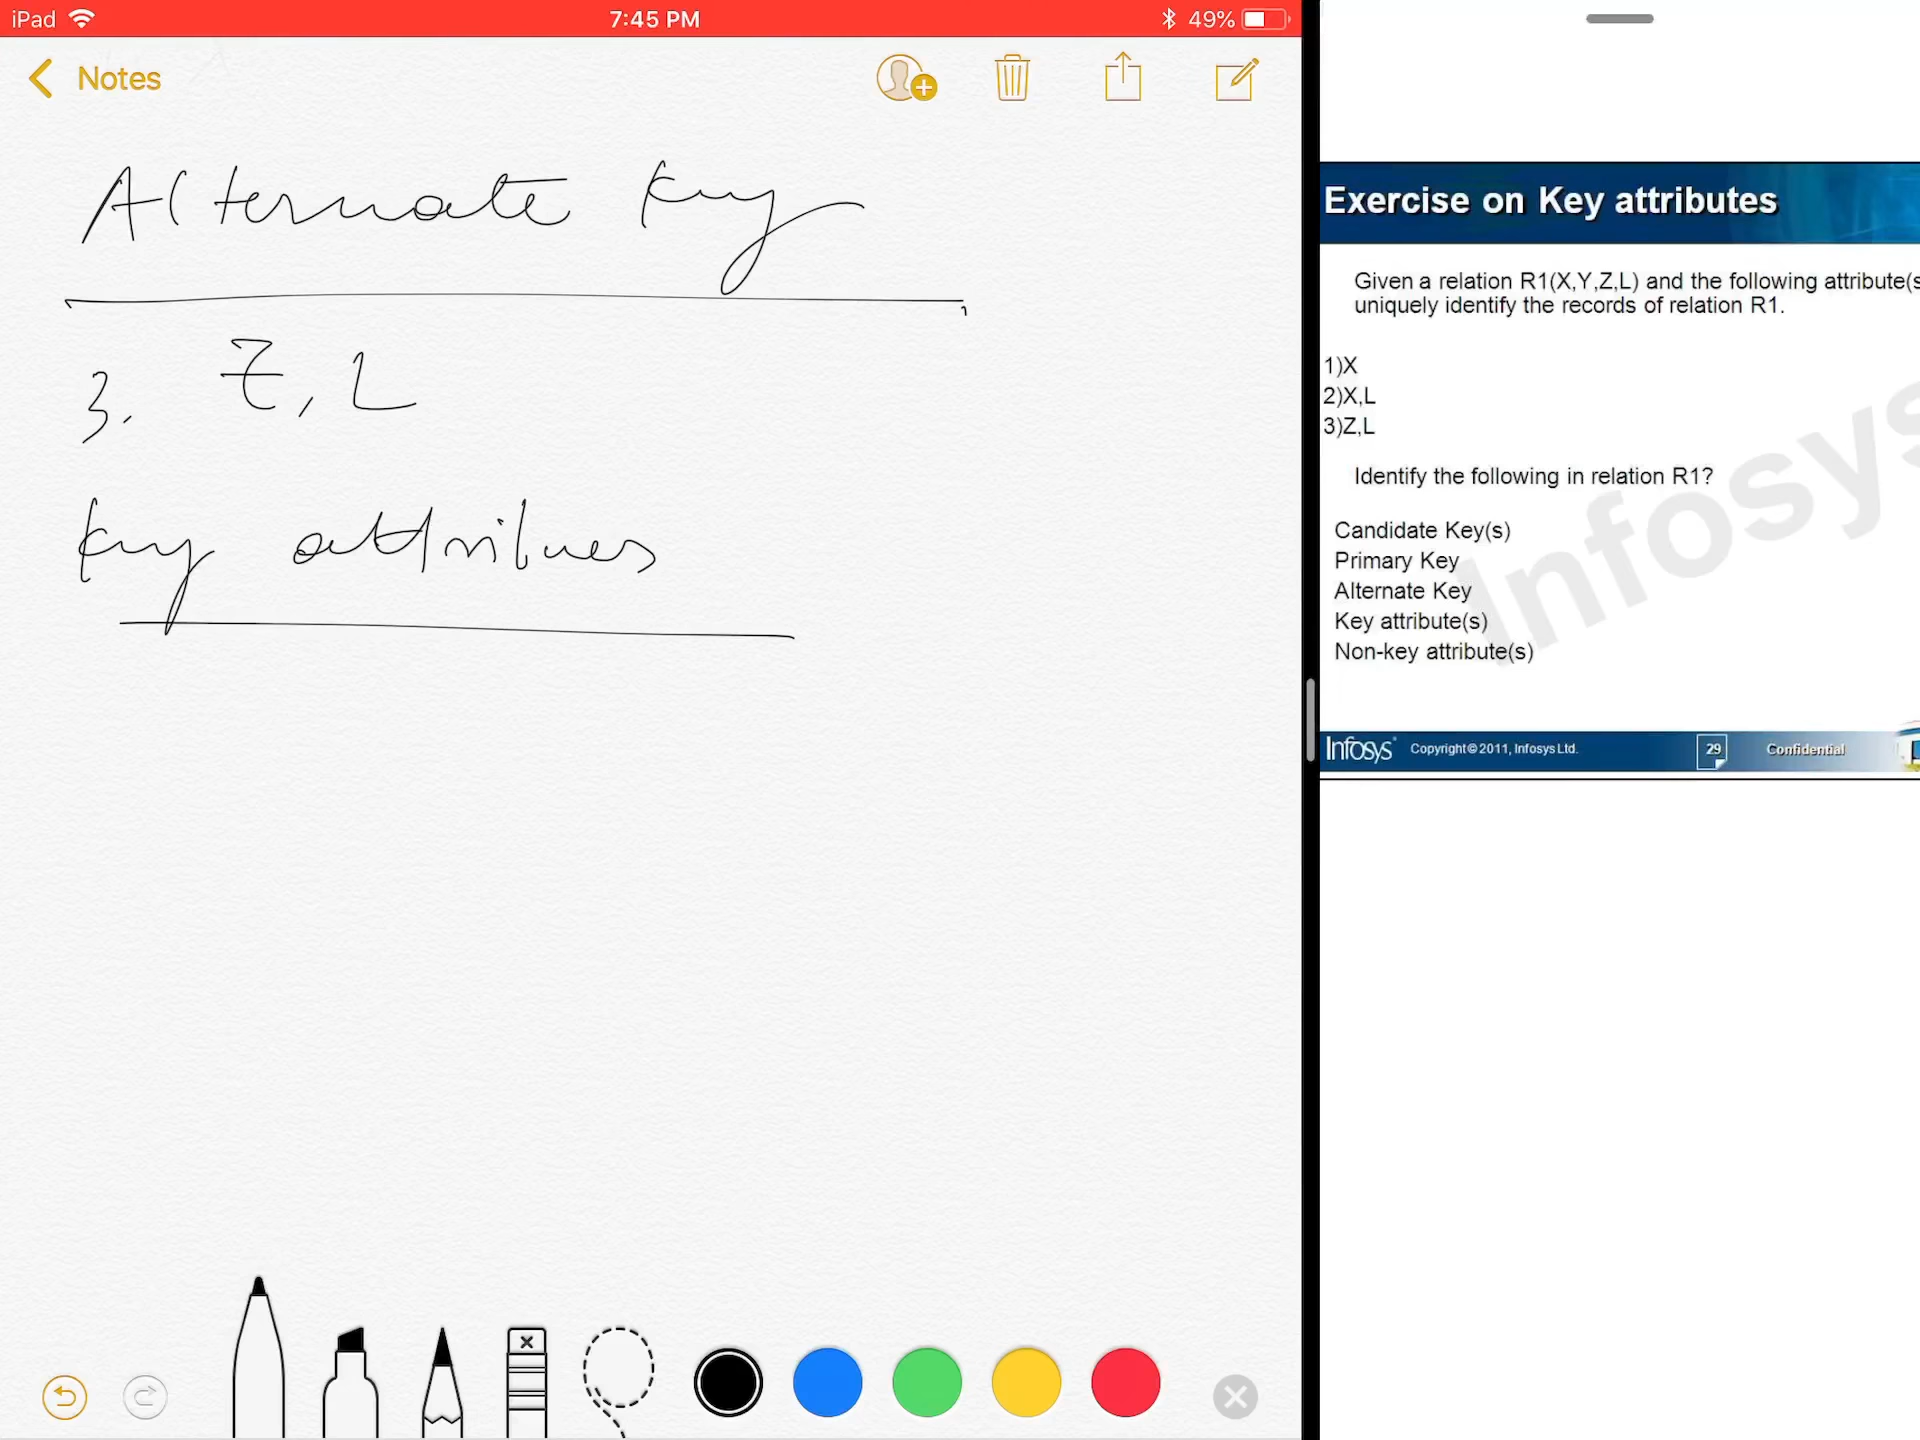 iPad
7:45 PM
49%
Notes
Alternate Key
3. Z, L
Key attributes
Exercise on Key attributes
Given a relation R1(X,Y,Z,L) and the following attribute(s
uniquely identify the records of relation R1.
1)X
2)X,L
3)Z,L
Identify the following in relation R1?
Candidate Key(s)
Primary Key
Alternate Key
Key attribute(s)
Non-key attribute(s)
Infosys
Infosys Copyright©2011, Infosys Ltd. 29 Confidential